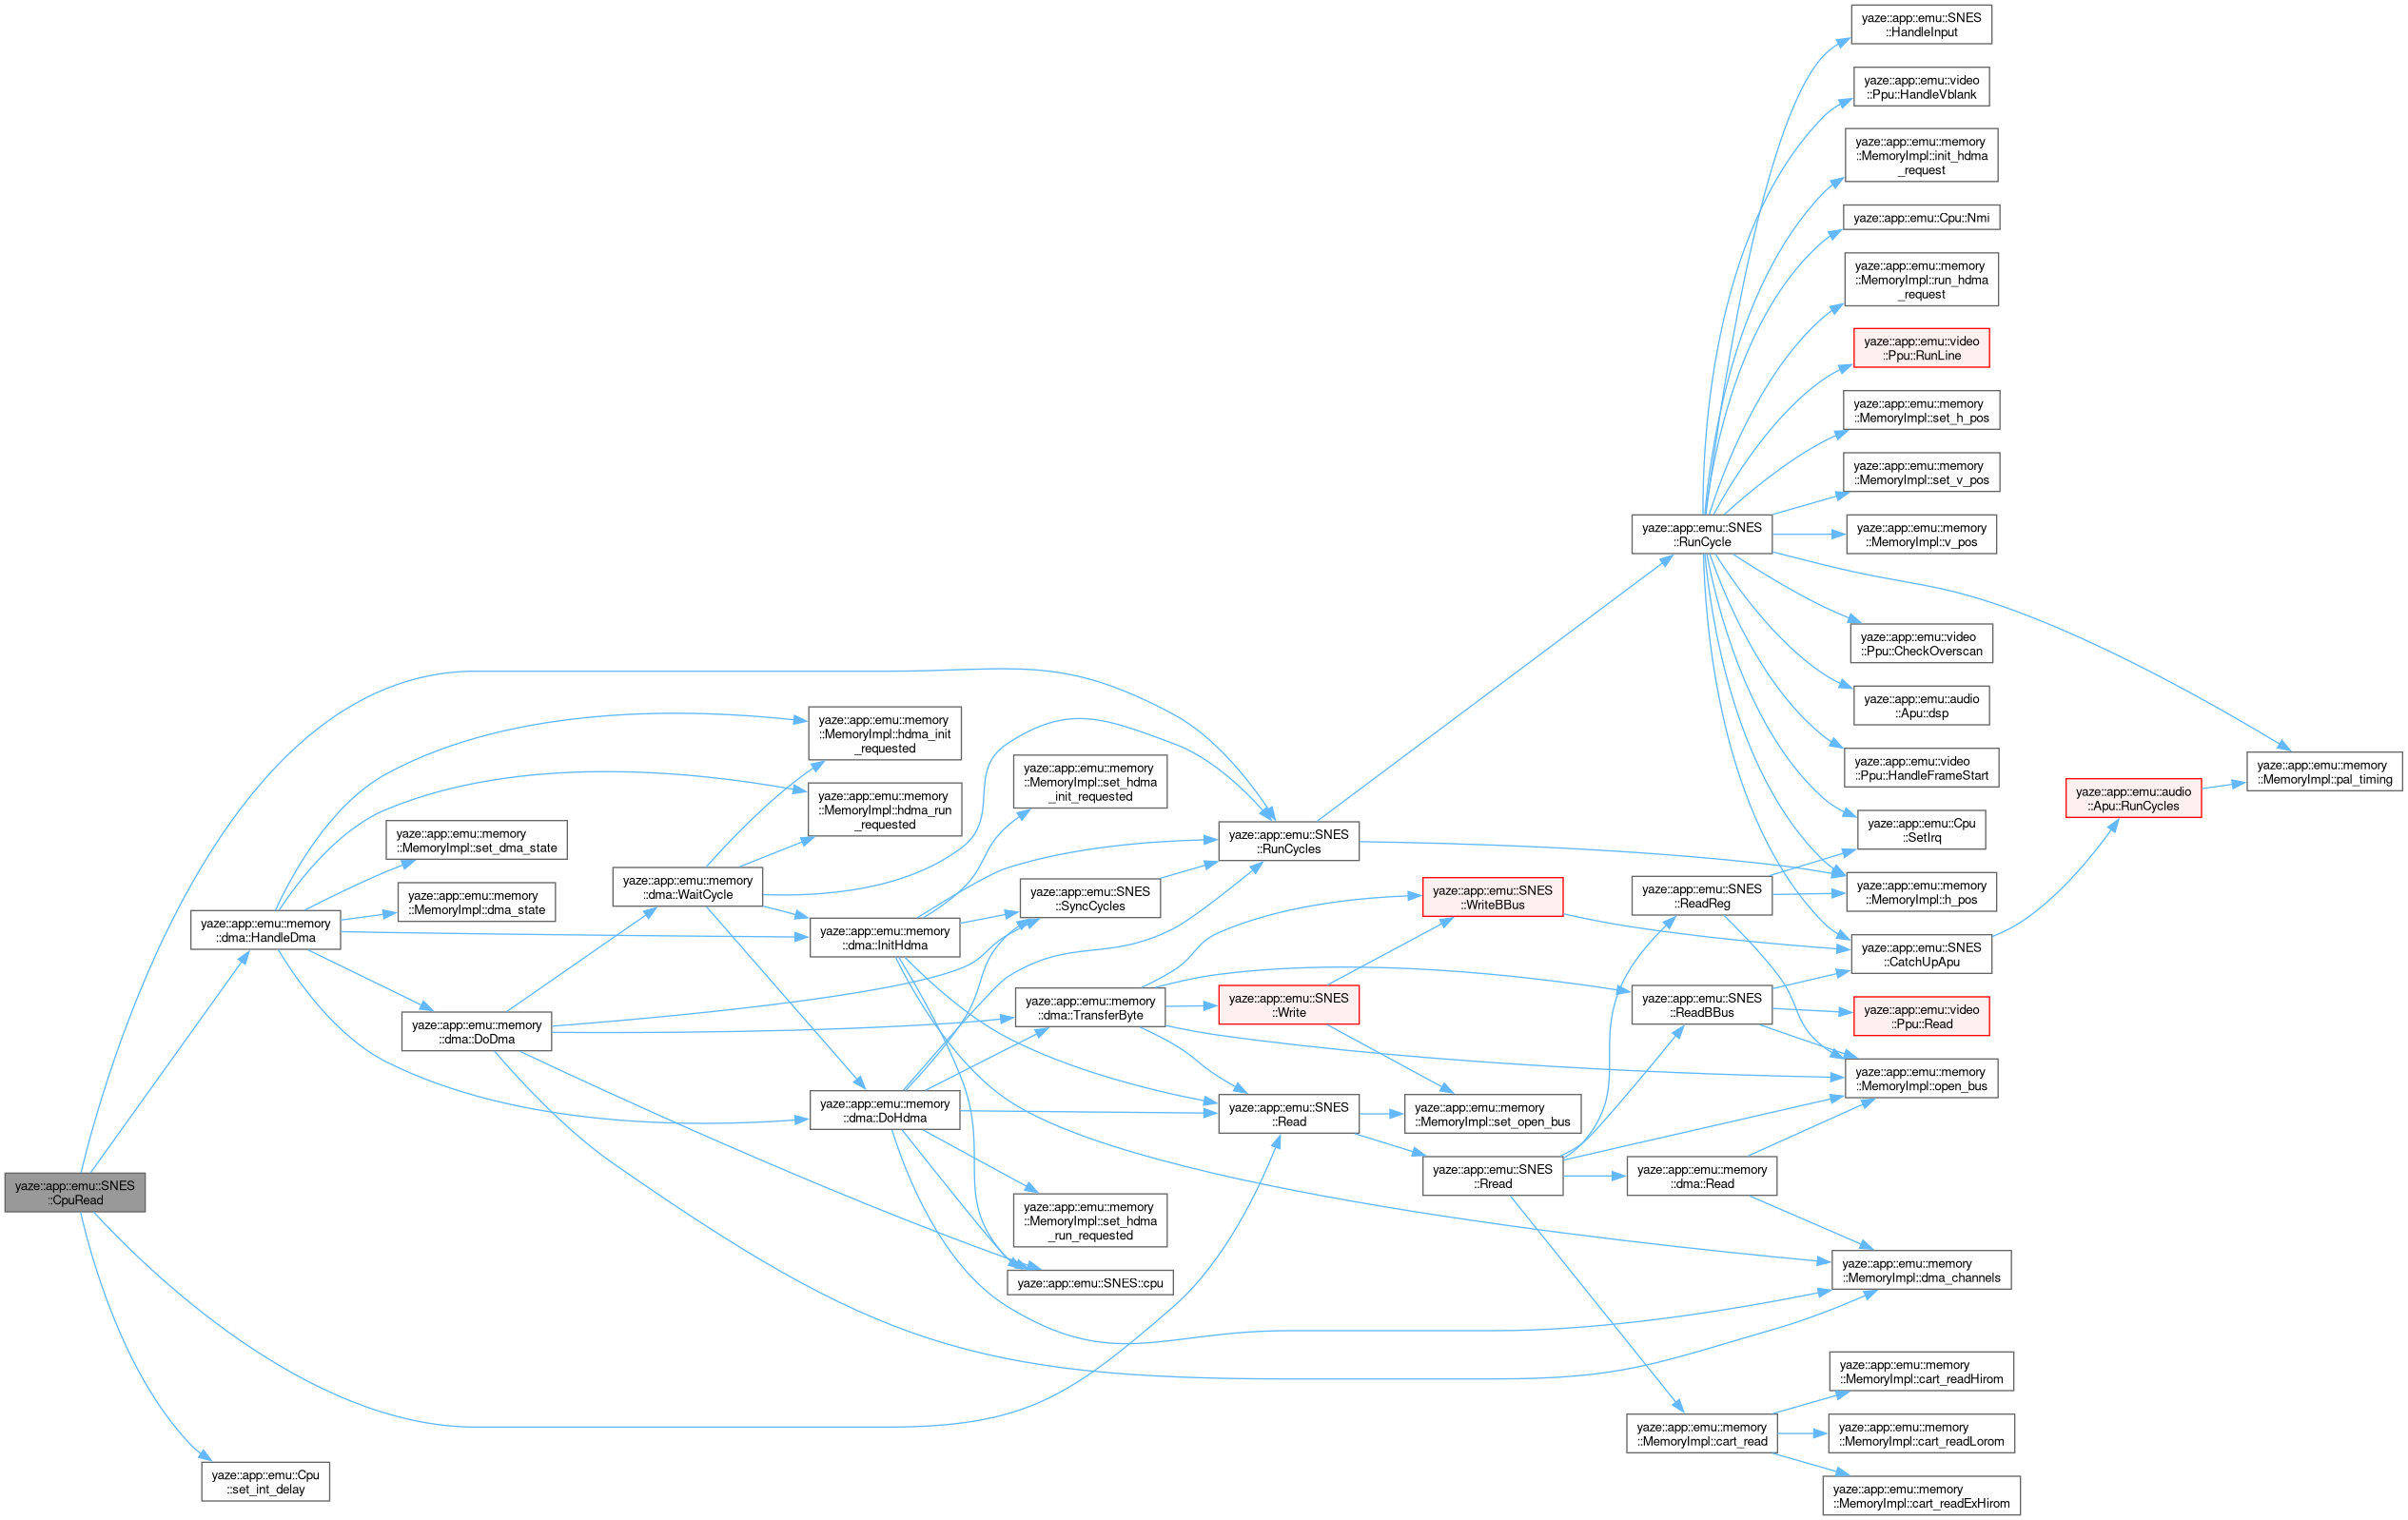 yaze::app::emu::SNES
::CpuRead
yaze::app::emu::memory
::dma::HandleDma
yaze::app::emu::Cpu
::set_int_delay
yaze::app::emu::memory
::MemoryImpl::set_dma_state
yaze::app::emu::memory
::MemoryImpl::dma_state
yaze::app::emu::memory
::dma::DoDma
yaze::app::emu::memory
::dma::WaitCycle
yaze::app::emu::memory
::MemoryImpl::hdma_init
_requested
yaze::app::emu::memory
::MemoryImpl::hdma_run
_requested
yaze::app::emu::memory
::dma::InitHdma
yaze::app::emu::memory
::dma::DoHdma
yaze::app::emu::memory
::MemoryImpl::set_hdma
_init_requested
yaze::app::emu::SNES
::SyncCycles
yaze::app::emu::memory
::dma::TransferByte
yaze::app::emu::memory
::MemoryImpl::set_hdma
_run_requested
yaze::app::emu::SNES::cpu
yaze::app::emu::SNES
::RunCycles
yaze::app::emu::SNES
::Write
yaze::app::emu::SNES
::Read
yaze::app::emu::SNES
::WriteBBus
yaze::app::emu::memory
::MemoryImpl::set_open_bus
yaze::app::emu::SNES
::Rread
yaze::app::emu::SNES
::RunCycle
yaze::app::emu::SNES
::ReadReg
yaze::app::emu::SNES
::ReadBBus
yaze::app::emu::memory
::dma::Read
yaze::app::emu::memory
::MemoryImpl::cart_read
yaze::app::emu::SNES
::HandleInput
yaze::app::emu::video
::Ppu::HandleVblank
yaze::app::emu::memory
::MemoryImpl::init_hdma
_request
yaze::app::emu::Cpu::Nmi
yaze::app::emu::memory
::MemoryImpl::run_hdma
_request
yaze::app::emu::video
::Ppu::RunLine
yaze::app::emu::memory
::MemoryImpl::set_h_pos
yaze::app::emu::memory
::MemoryImpl::set_v_pos
yaze::app::emu::memory
::MemoryImpl::v_pos
yaze::app::emu::video
::Ppu::CheckOverscan
yaze::app::emu::audio
::Apu::dsp
yaze::app::emu::video
::Ppu::HandleFrameStart
yaze::app::emu::Cpu
::SetIrq
yaze::app::emu::memory
::MemoryImpl::h_pos
yaze::app::emu::SNES
::CatchUpApu
yaze::app::emu::video
::Ppu::Read
yaze::app::emu::memory
::MemoryImpl::open_bus
yaze::app::emu::memory
::MemoryImpl::dma_channels
yaze::app::emu::memory
::MemoryImpl::cart_readHirom
yaze::app::emu::memory
::MemoryImpl::cart_readLorom
yaze::app::emu::memory
::MemoryImpl::cart_readExHirom
yaze::app::emu::audio
::Apu::RunCycles
yaze::app::emu::memory
::MemoryImpl::pal_timing